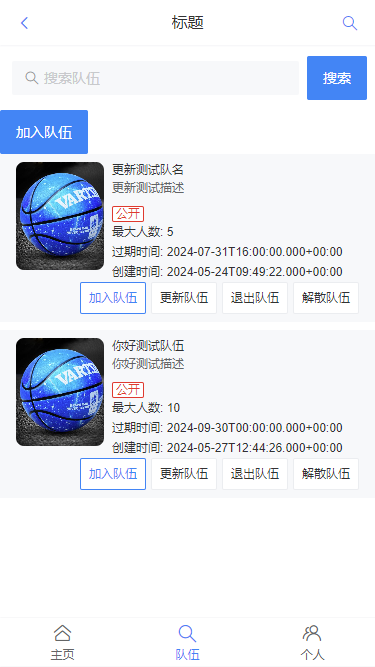 标题
搜索队伍
搜索
加入队伍
VARTEX
更新测试队名
更新测试描述
公开
最大人数: 5
过期时间: 2024-07-31T16:00:00.000+00:00
创建时间: 2024-05-24T09:49:22.000+00:00
加入队伍
更新队伍
退出队伍
解散队伍
你好测试队伍
你好测试描述
公开
最大人数: 10
过期时间: 2024-09-30T00:00:00.000+00:00
创建时间: 2024-05-27T12:44:26.000+00:00
加入队伍
更新队伍
退出队伍
解散队伍
主页
队伍
个人